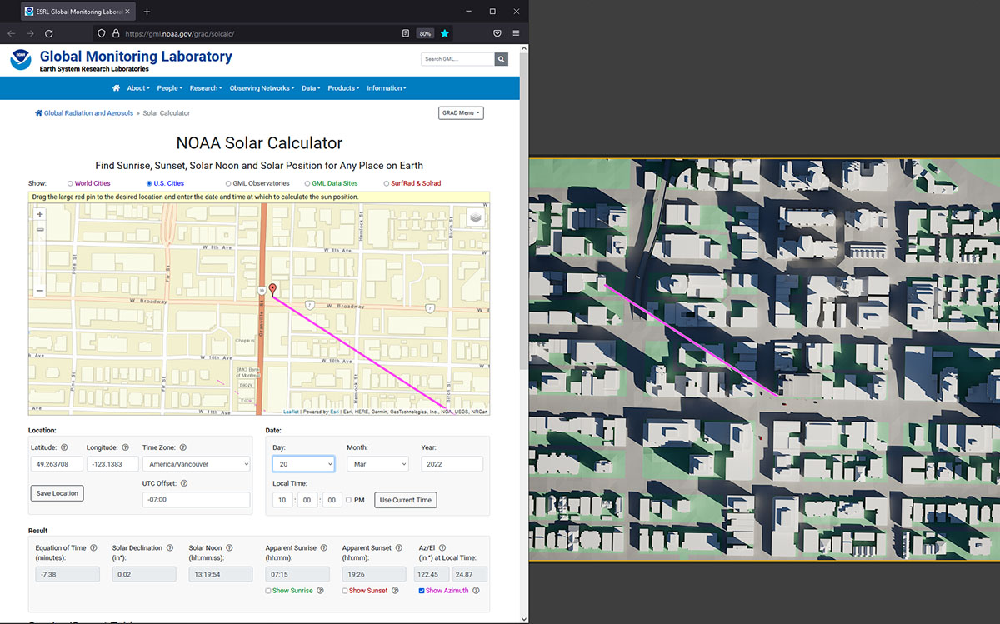 ESRL Global Monitoring Laborat
https://gml.noaa.gov/grad/solcalc/
80%
NOAA
Global Monitoring Laboratory
Earth System Research Laboratories
Search GML...
About
People
Research
Observing Networks
Data
Products
Information
Global Radiation and Aerosols » Solar Calculator
GRAD Menu
NOAA Solar Calculator
Find Sunrise, Sunset, Solar Noon and Solar Position for Any Place on Earth
Show:
World Cities
U.S. Cities
GML Observatories
GML Data Sites
SurfRad & Solrad
Drag the large red pin to the desired location and enter the date and time at which to calculate the sun position.
+
−
Hemlock St
Birch St
W 8th Ave
W 8th Ave
W
Pine St
Fir St
99
W Broadway
7
W Broadway
7
W E
Granville St
Chaplin
h Ave
W 10th Ave
W 10th Ave
W
BMO Bank
of Montreal
DKNY
Ecco
Pine St
Fir St
Hemlock St
Birch St
Ave
W 11th Ave
Leaflet | Powered by Esri | Esri, HERE, Garmin, GeoTechnologies, Inc., NGA, USGS, NRCan
Location:
Date:
Latitude:
Longitude:
Time Zone:
Day:
Month:
Year:
49.263708
-123.1383
America/Vancouver
20
Mar
2022
UTC Offset:
Local Time:
Save Location
-07:00
10 : 00 : 00
PM
Use Current Time
Result
Equation of Time
(minutes):
Solar Declination
(in°):
Solar Noon
(hh:mm:ss):
Apparent Sunrise
(hh:mm):
Apparent Sunset
(hh:mm):
Az/El
(in °) at Local Time:
-7.38
0.02
13:19:54
07:15
19:26
122.45
24.87
Show Sunrise
Show Sunset
Show Azimuth